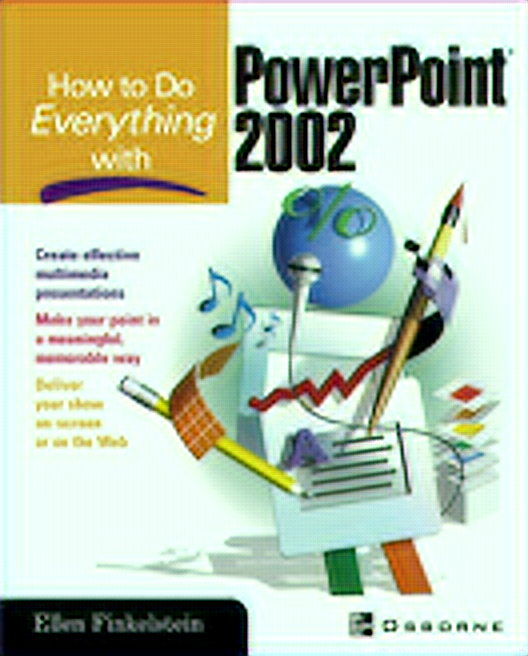 How to Do
Everything
with
PowerPoint
2002
Create effective
multimedia
presentations
Make your point in
a meaningful,
memorable way
Deliver
your show
on screen
or on the Web
%
A
Ellen Finkelstein
OSBORNE